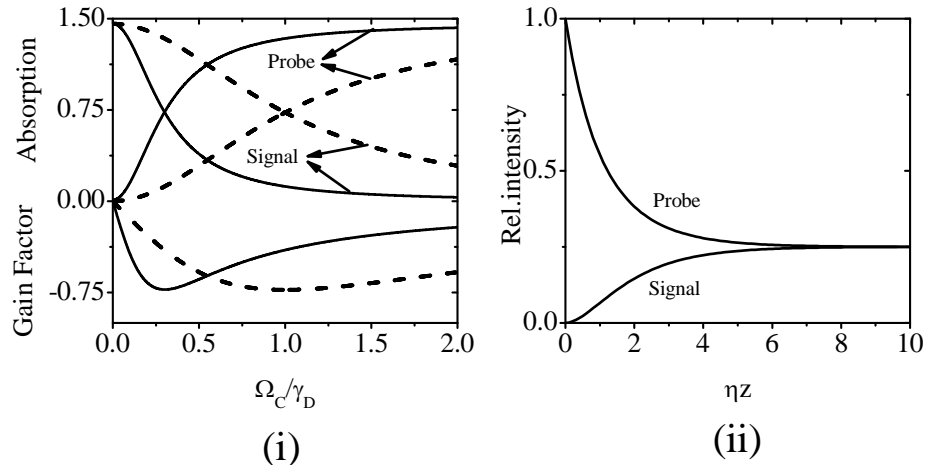 1.50
0.75
0.00
-0.75
Absorption
Gain Factor
Probe
Signal
0.0 0.5 1.0 1.5 2.0
Ω_C/γ_D
(i)
1.0
0.5
0.0
Rel.intensity
Probe
Signal
0 2 4 6 8 10
ηz
(ii)